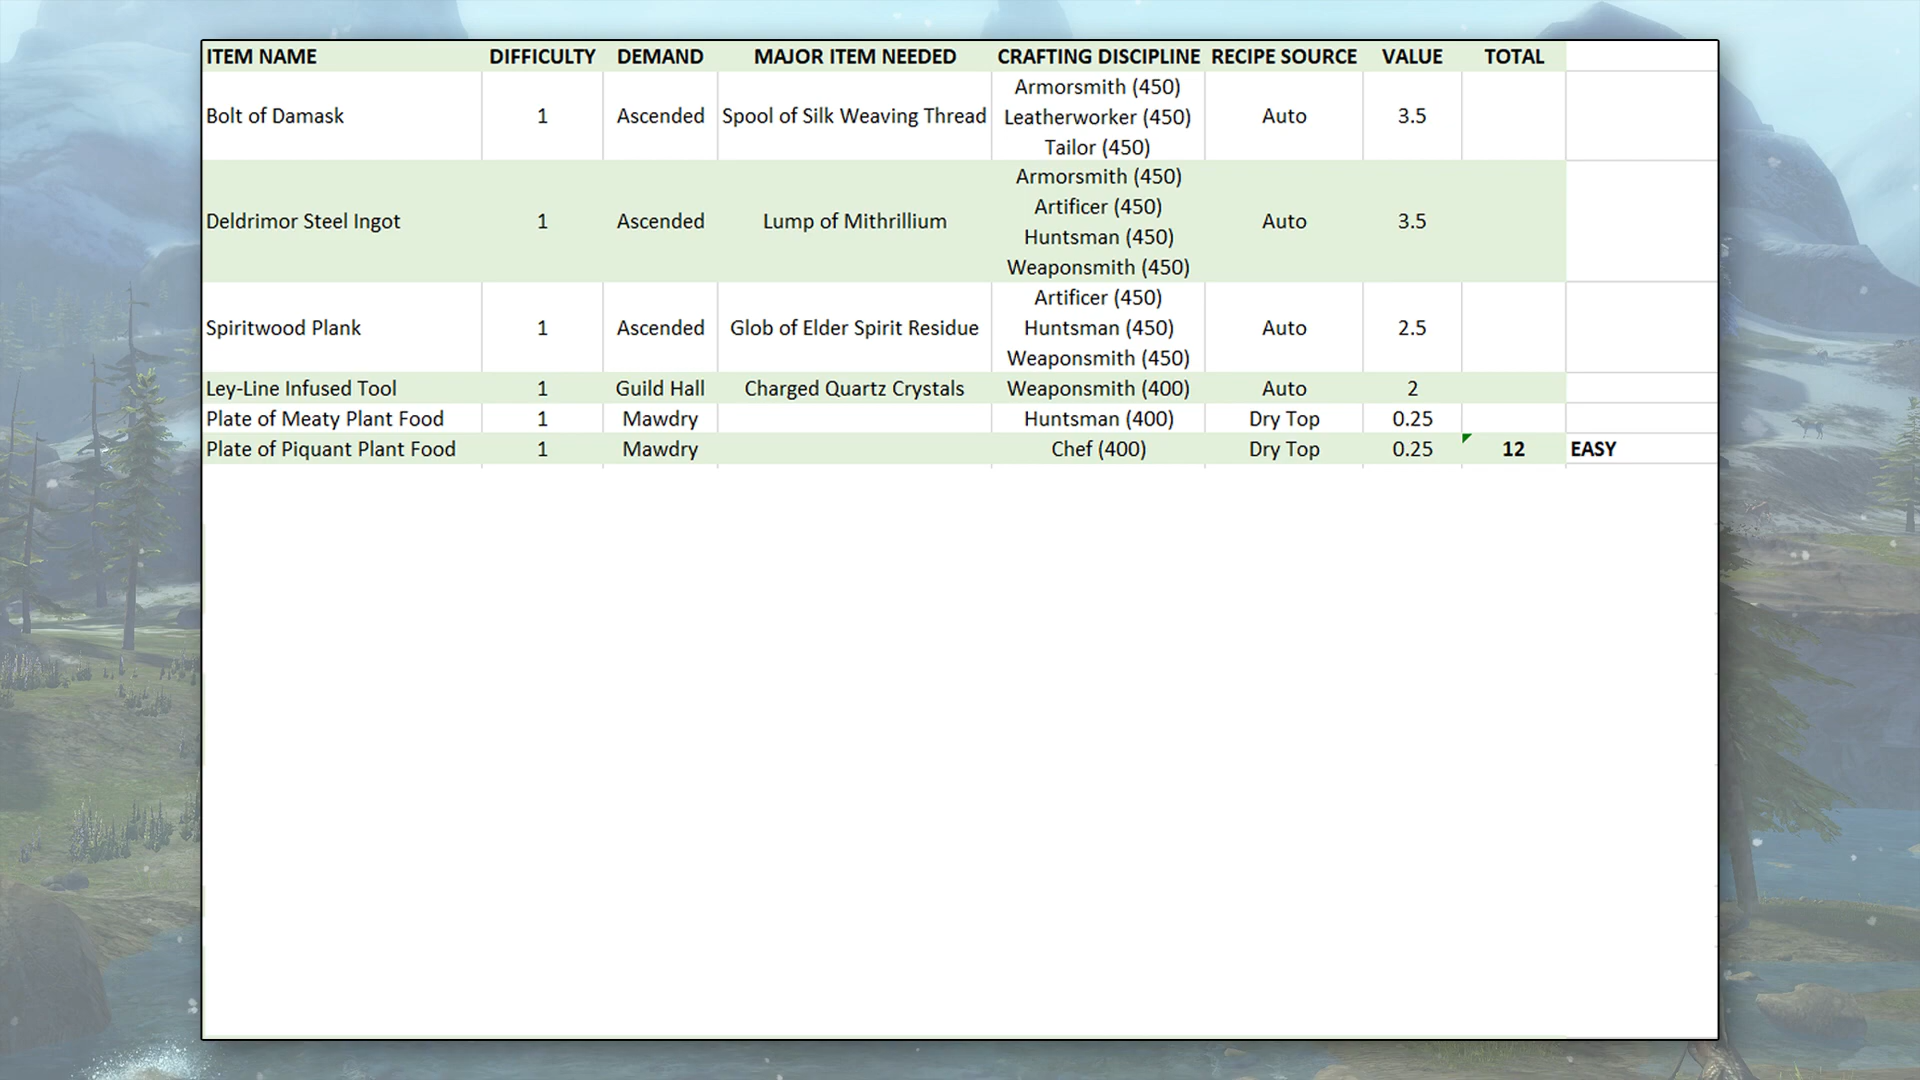 ITEM NAME DIFFICULTY DEMAND MAJOR ITEM NEEDED CRAFTING DISCIPLINE RECIPE SOURCE VALUE TOTAL
Armorsmith (450)
Bolt of Damask 1 Ascended Spool of Silk Weaving Thread Leatherworker (450) Auto 3.5
Tailor (450)
Armorsmith (450)
Artificer (450)
Deldrimor Steel Ingot 1 Ascended Lump of Mithrillium Auto 3.5
Huntsman (450)
Weaponsmith (450)
Artificer (450)
Spiritwood Plank 1 Ascended Glob of Elder Spirit Residue Huntsman (450) Auto 2.5
Weaponsmith (450)
Ley-Line Infused Tool 1 Guild Hall Charged Quartz Crystals Weaponsmith (400) Auto 2
Plate of Meaty Plant Food 1 Mawdry Huntsman (400) Dry Top 0.25
Plate of Piquant Plant Food 1 Mawdry Chef (400) Dry Top 0.25 12 EASY